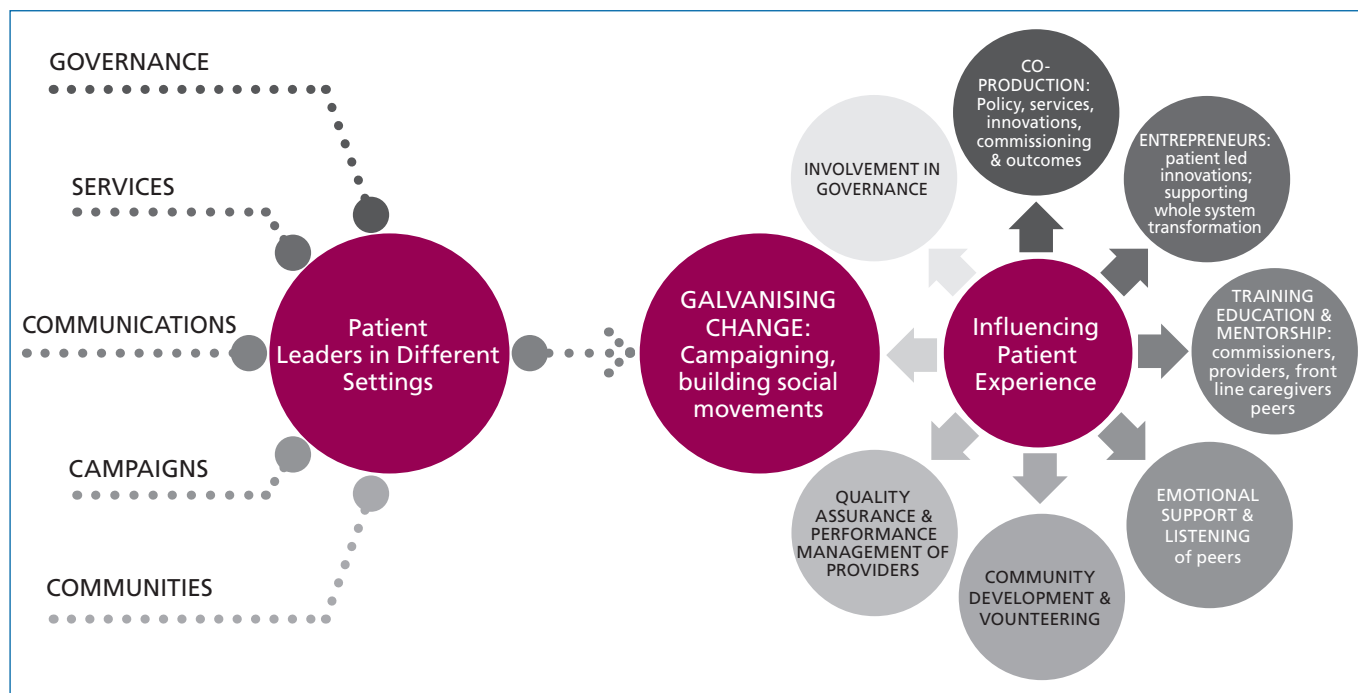 GOVERNANCE
SERVICES
COMMUNICATIONS
CAMPAIGNS
COMMUNITIES
Patient
Leaders in Different
Settings
GALVANISING
CHANGE:
Campaigning,
building social
movements
Influencing
Patient
Experience
INVOLVEMENT IN
GOVERNANCE
CO-
PRODUCTION:
Policy, services,
innovations,
commissioning
& outcomes
ENTREPRENEURS:
patient led
innovations;
supporting
whole system
transformation
TRAINING
EDUCATION &
MENTORSHIP:
commissioners,
providers, front
line caregivers
peers
EMOTIONAL
SUPPORT &
LISTENING
of peers
COMMUNITY
DEVELOPMENT &
VOUNTEERING
QUALITY
ASSURANCE &
PERFORMANCE
MANAGEMENT OF
PROVIDERS